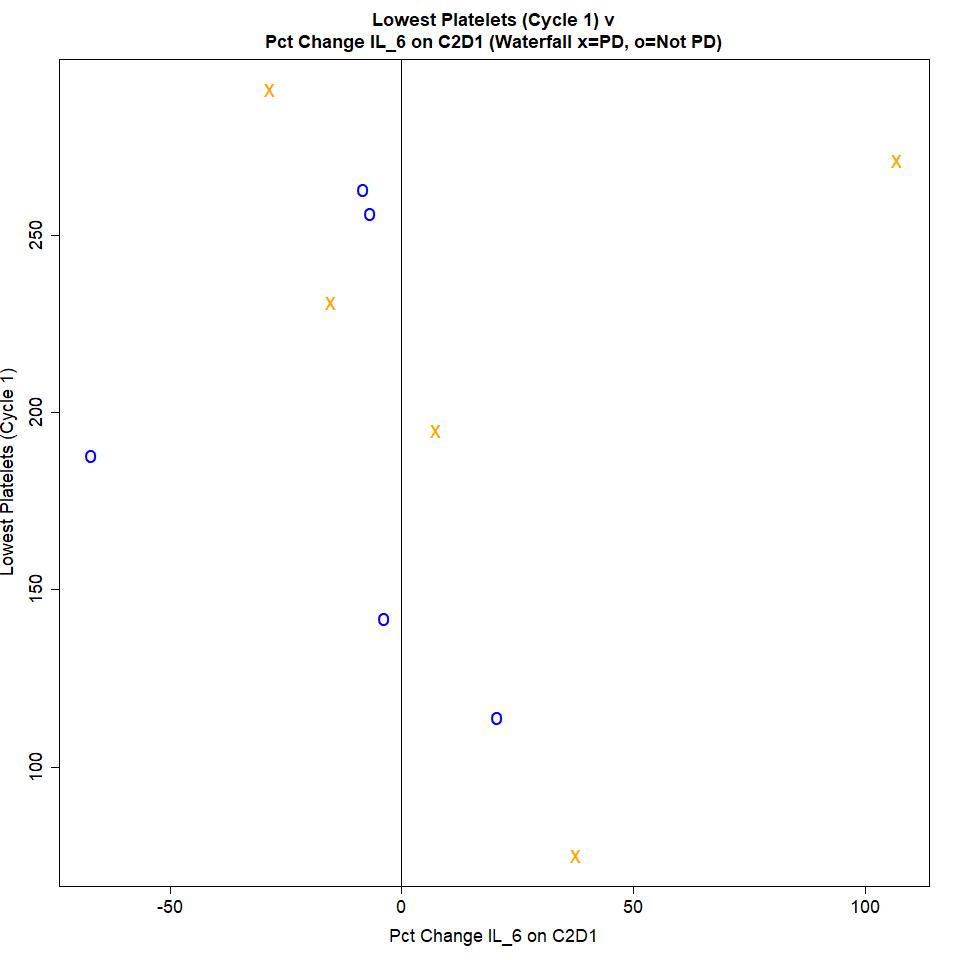 Lowest Platelets (Cycle 1) v
Pct Change IL_6 on C2D1 (Waterfall x=PD, o=Not PD)
Lowest Platelets (Cycle 1)
250
200
150
100
X
X
O
O
X
X
O
O
O
X
-50
0
50
100
Pct Change IL_6 on C2D1